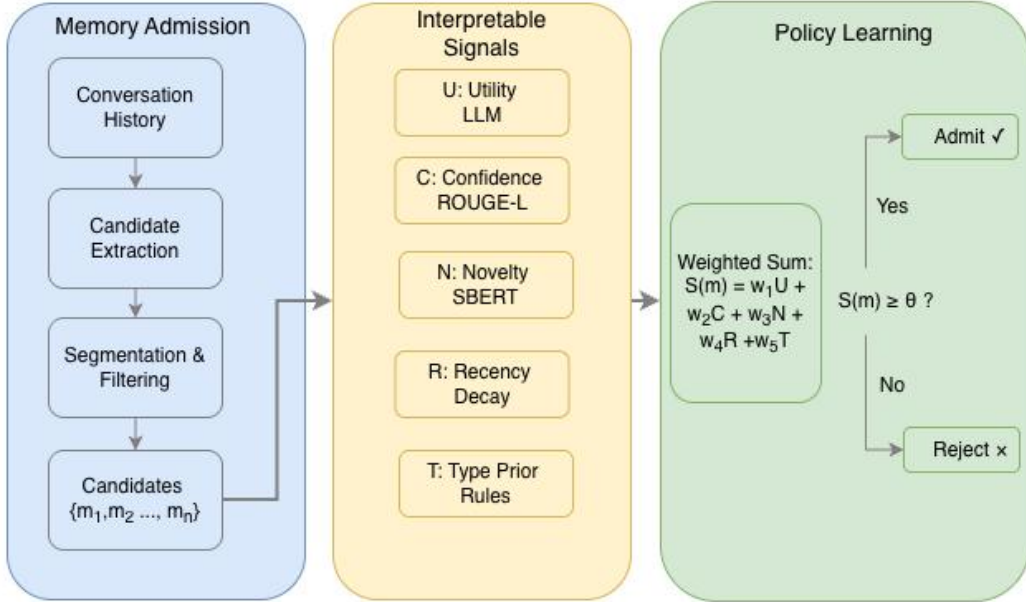 Memory Admission
Conversation
History
Candidate
Extraction
Segmentation &
Filtering
Candidates
{m₁,m₂ ..., mₙ}
Interpretable
Signals
U: Utility
LLM
C: Confidence
ROUGE-L
N: Novelty
SBERT
R: Recency
Decay
T: Type Prior
Rules
Policy Learning
Weighted Sum:
S(m) = w₁U +
w₂C + w₃N +
w₄R +w₅T
S(m) ≥ θ ?
Yes
Admit ✓
No
Reject ×